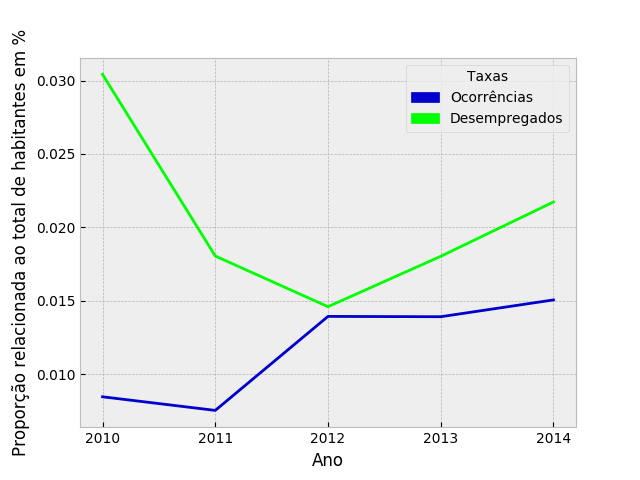 Proporção relacionada ao total de habitantes em %
0.030
0.025
0.020
0.015
0.010
Taxas
Ocorrências
Desempregados
2010 2011 2012 2013 2014
Ano